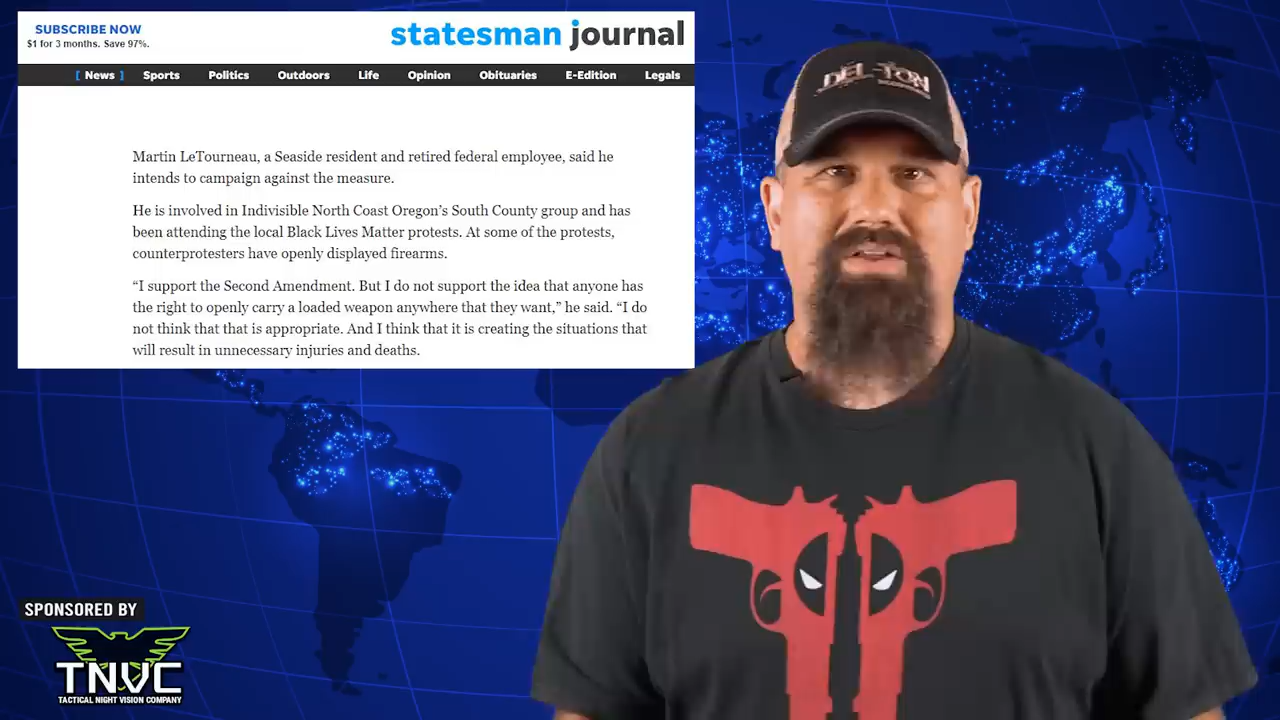 SUBSCRIBE NOW
$1 for 3 months. Save 97%.
statesman journal
[ News ] Sports Politics Outdoors Life Opinion Obituaries E-Edition Legals
Martin LeTourneau, a Seaside resident and retired federal employee, said he
intends to campaign against the measure.
He is involved in Indivisible North Coast Oregon’s South County group and has
been attending the local Black Lives Matter protests. At some of the protests,
counterprotesters have openly displayed firearms.
“I support the Second Amendment. But I do not support the idea that anyone has
the right to openly carry a loaded weapon anywhere that they want,” he said. “I do
not think that that is appropriate. And I think that it is creating the situations that
will result in unnecessary injuries and deaths.
DEL-TON
SPONSORED BY
TNVC
TACTICAL NIGHT VISION COMPANY